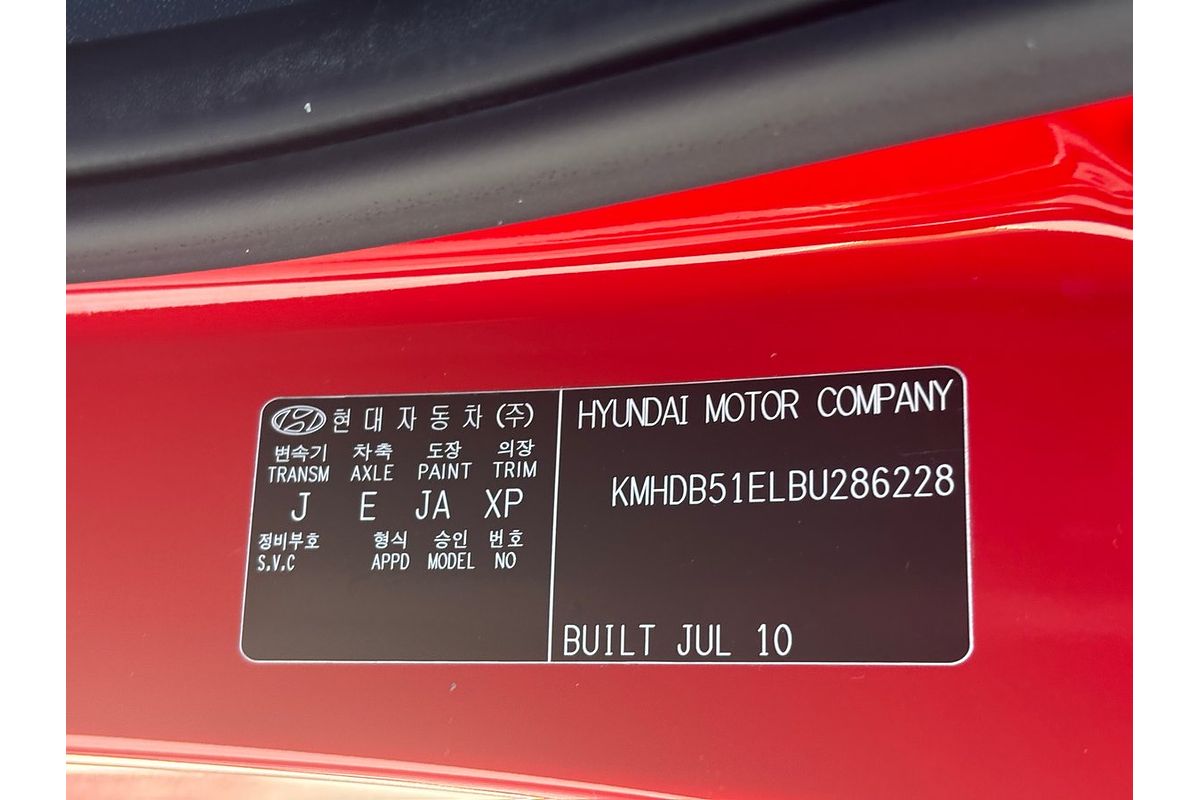 현대자동차(주)
변속기 차축 도장 의장
TRANSM AXLE PAINT TRIM
J E JA XP
정비부호 형식 승인 번호
S.V.C APPD MODEL NO
HYUNDAI MOTOR COMPANY
KMHDB51ELBU286228
BUILT JUL 10